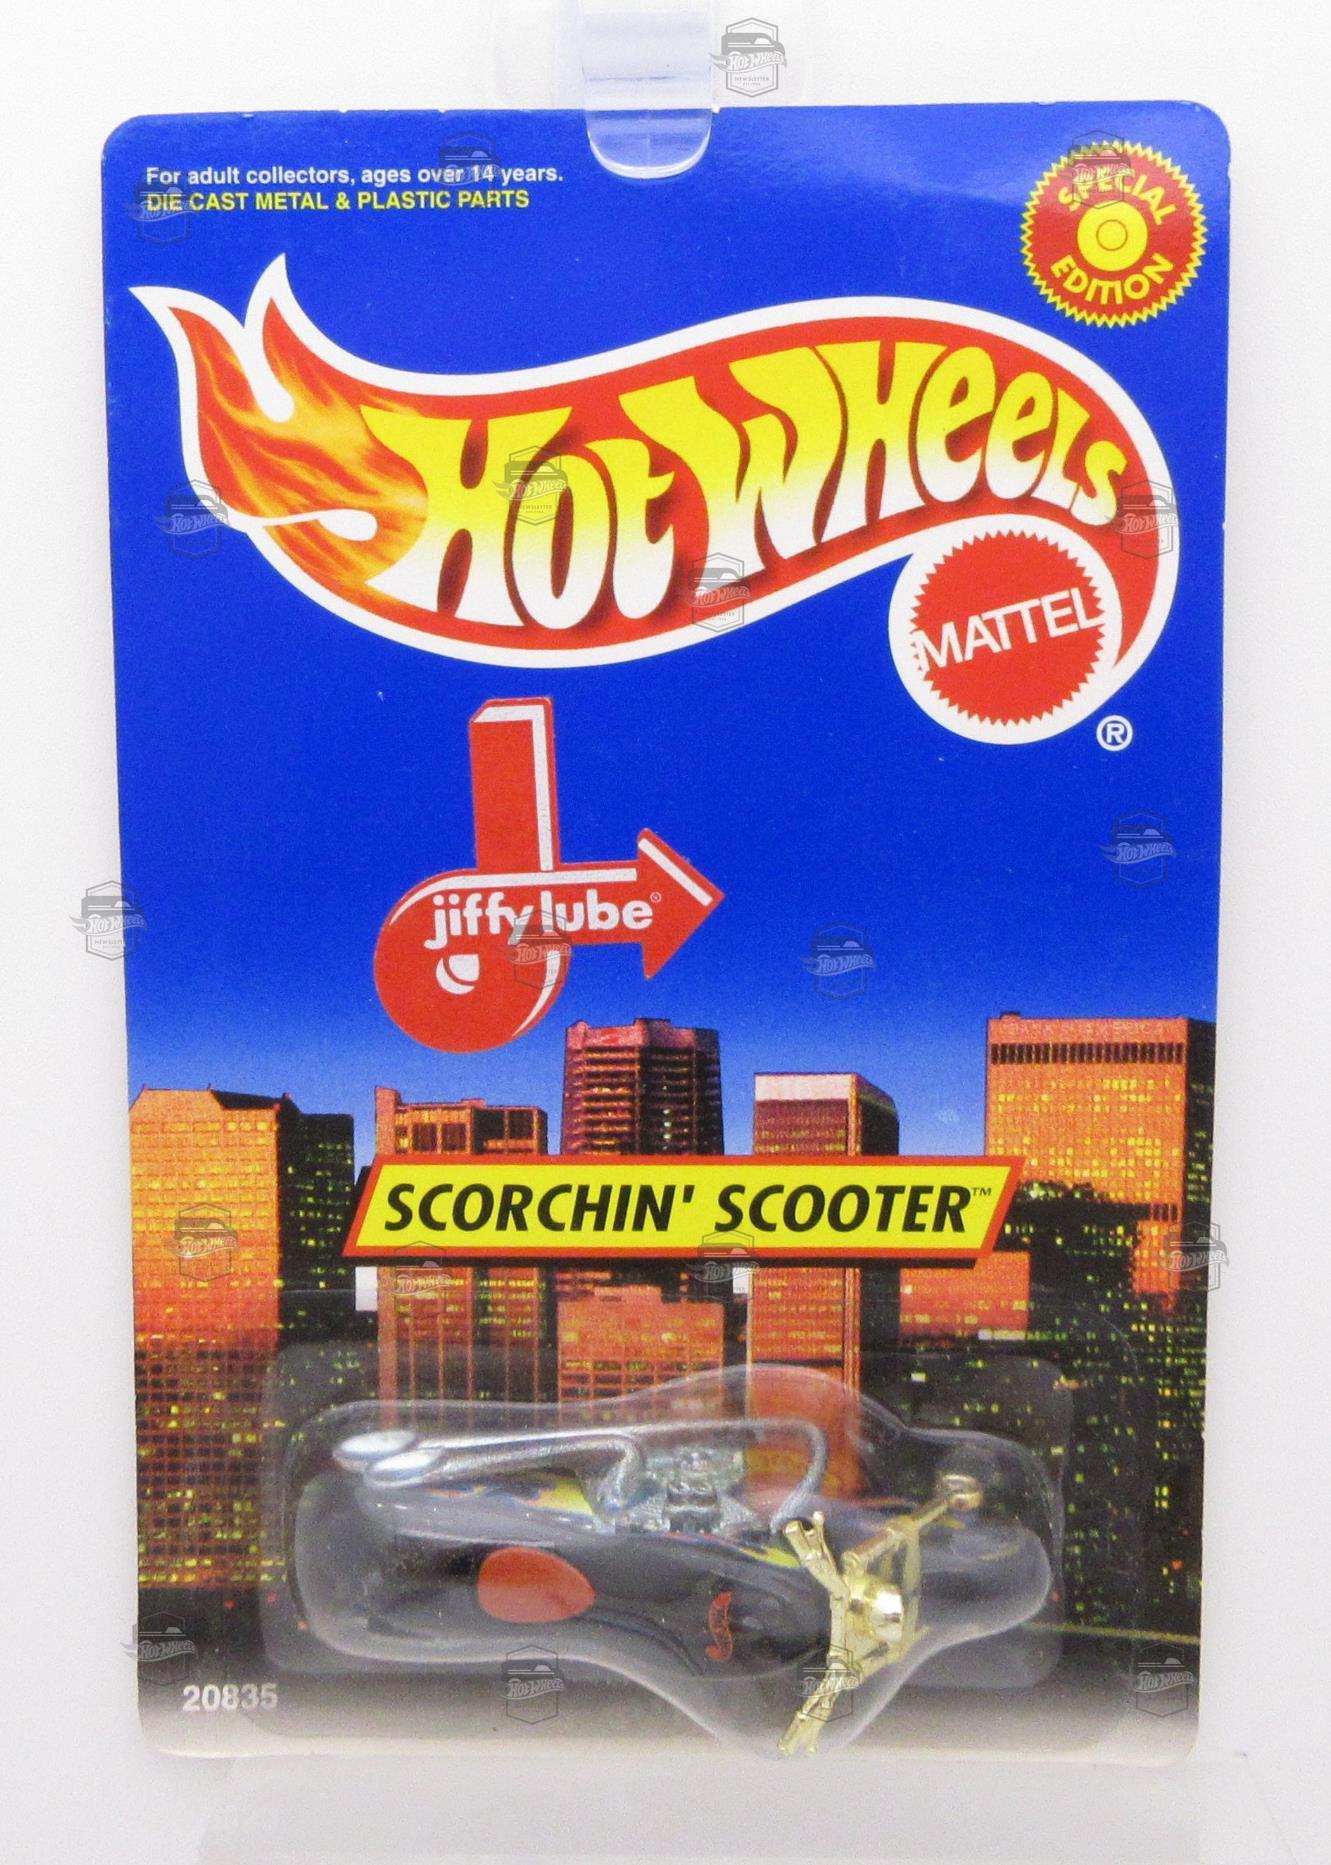 For adult collectors, ages over 14 years.
DIE CAST METAL & PLASTIC PARTS
SPECIAL
EDITION
Hot Wheels
MATTEL
®
jiffy lube®
SCORCHIN' SCOOTER™
20835